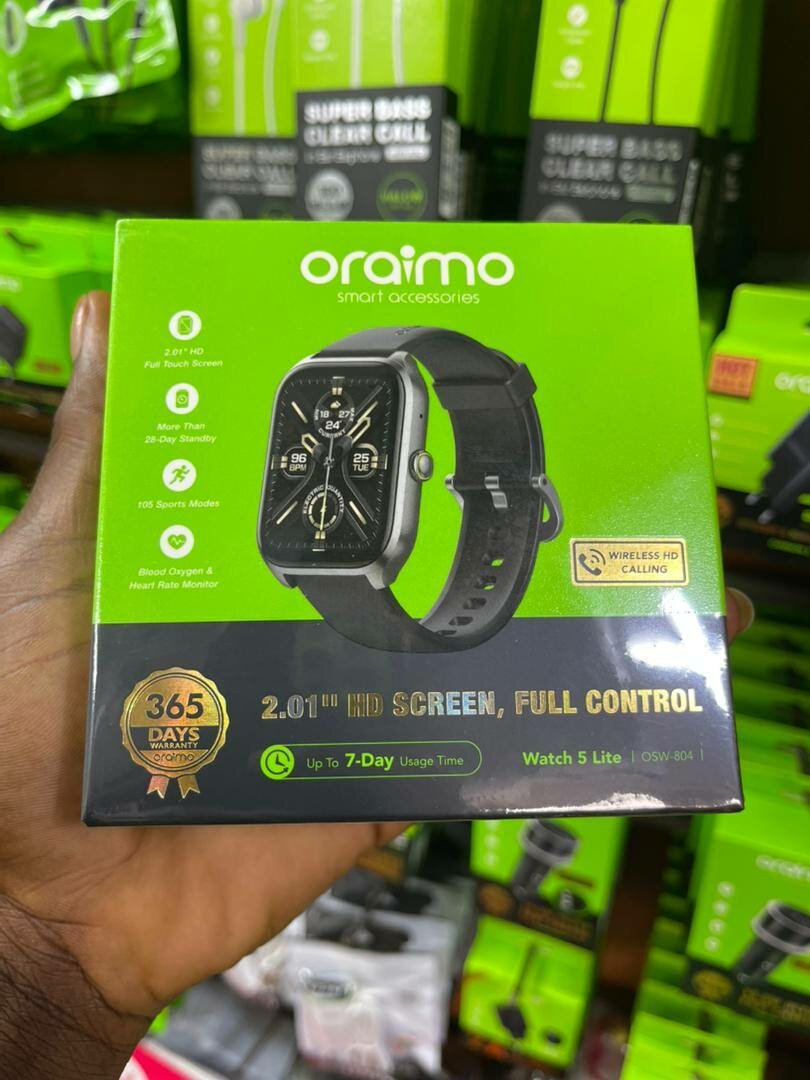 SUPER BASS
CLEAR CALL
SUPER BASS
CLEAR CALL
oraimo
smart accessories
2.01" HD
Full Touch Screen
More Than
28-Day Standby
105 Sports Modes
Blood Oxygen &
Heart Rate Monitor
18 27
24°
96
BPM
25
TUE
WIRELESS HD
CALLING
365
DAYS
WARRANTY
oraimo
2.01" HD SCREEN, FULL CONTROL
Up To 7-Day Usage Time
Watch 5 Lite | OSW-804 |